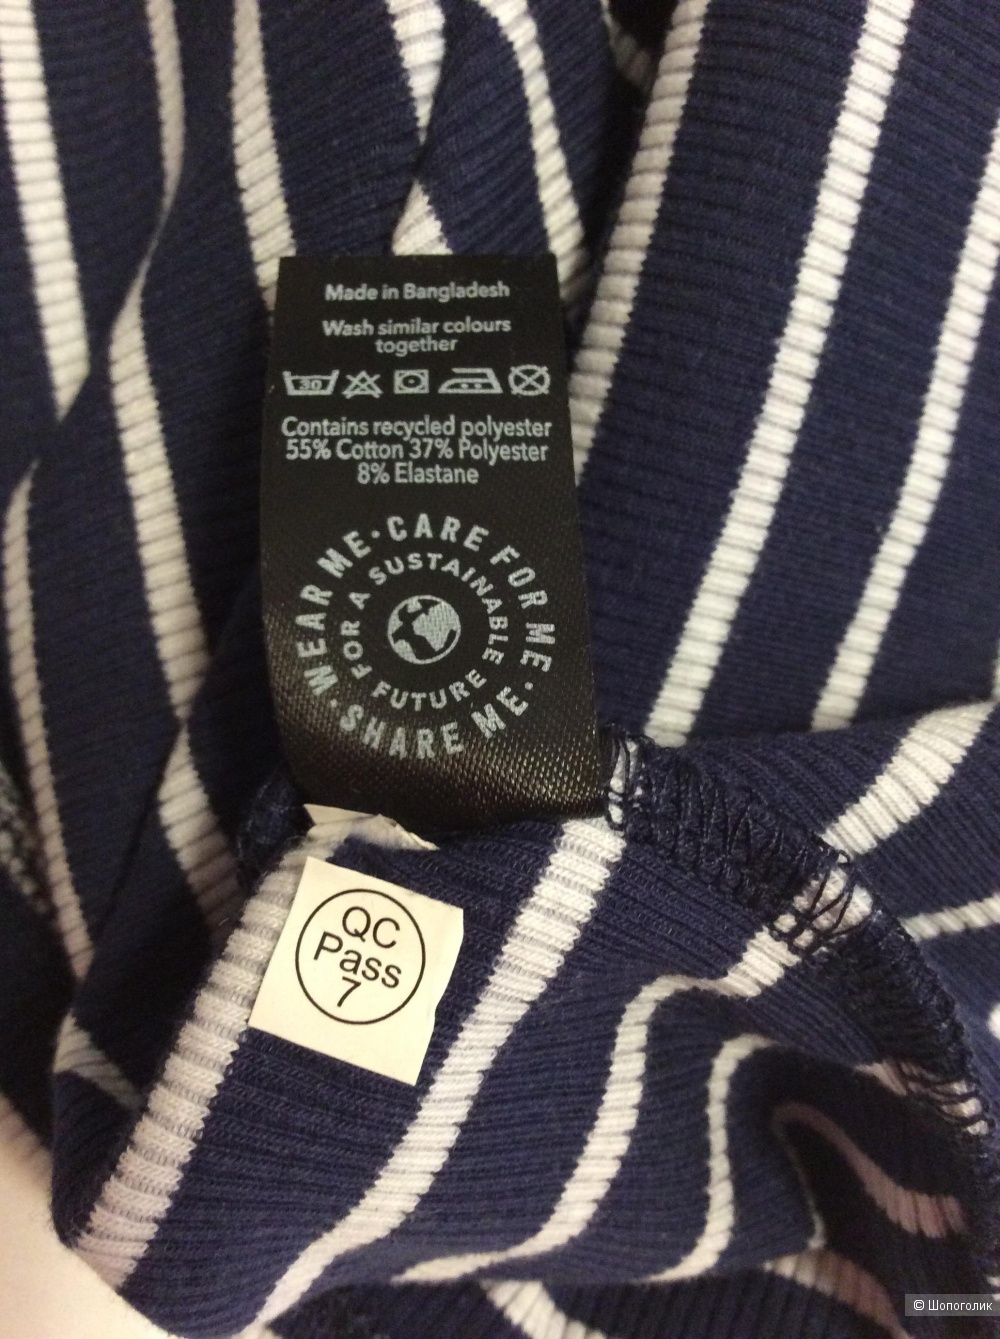 Made in Bangladesh
Wash similar colours
together
30
Contains recycled polyester
55% Cotton 37% Polyester
8% Elastane
WEAR ME · CARE FOR ME · SHARE ME ·
FOR A SUSTAINABLE FUTURE
QC
Pass
7
© Шопоголик